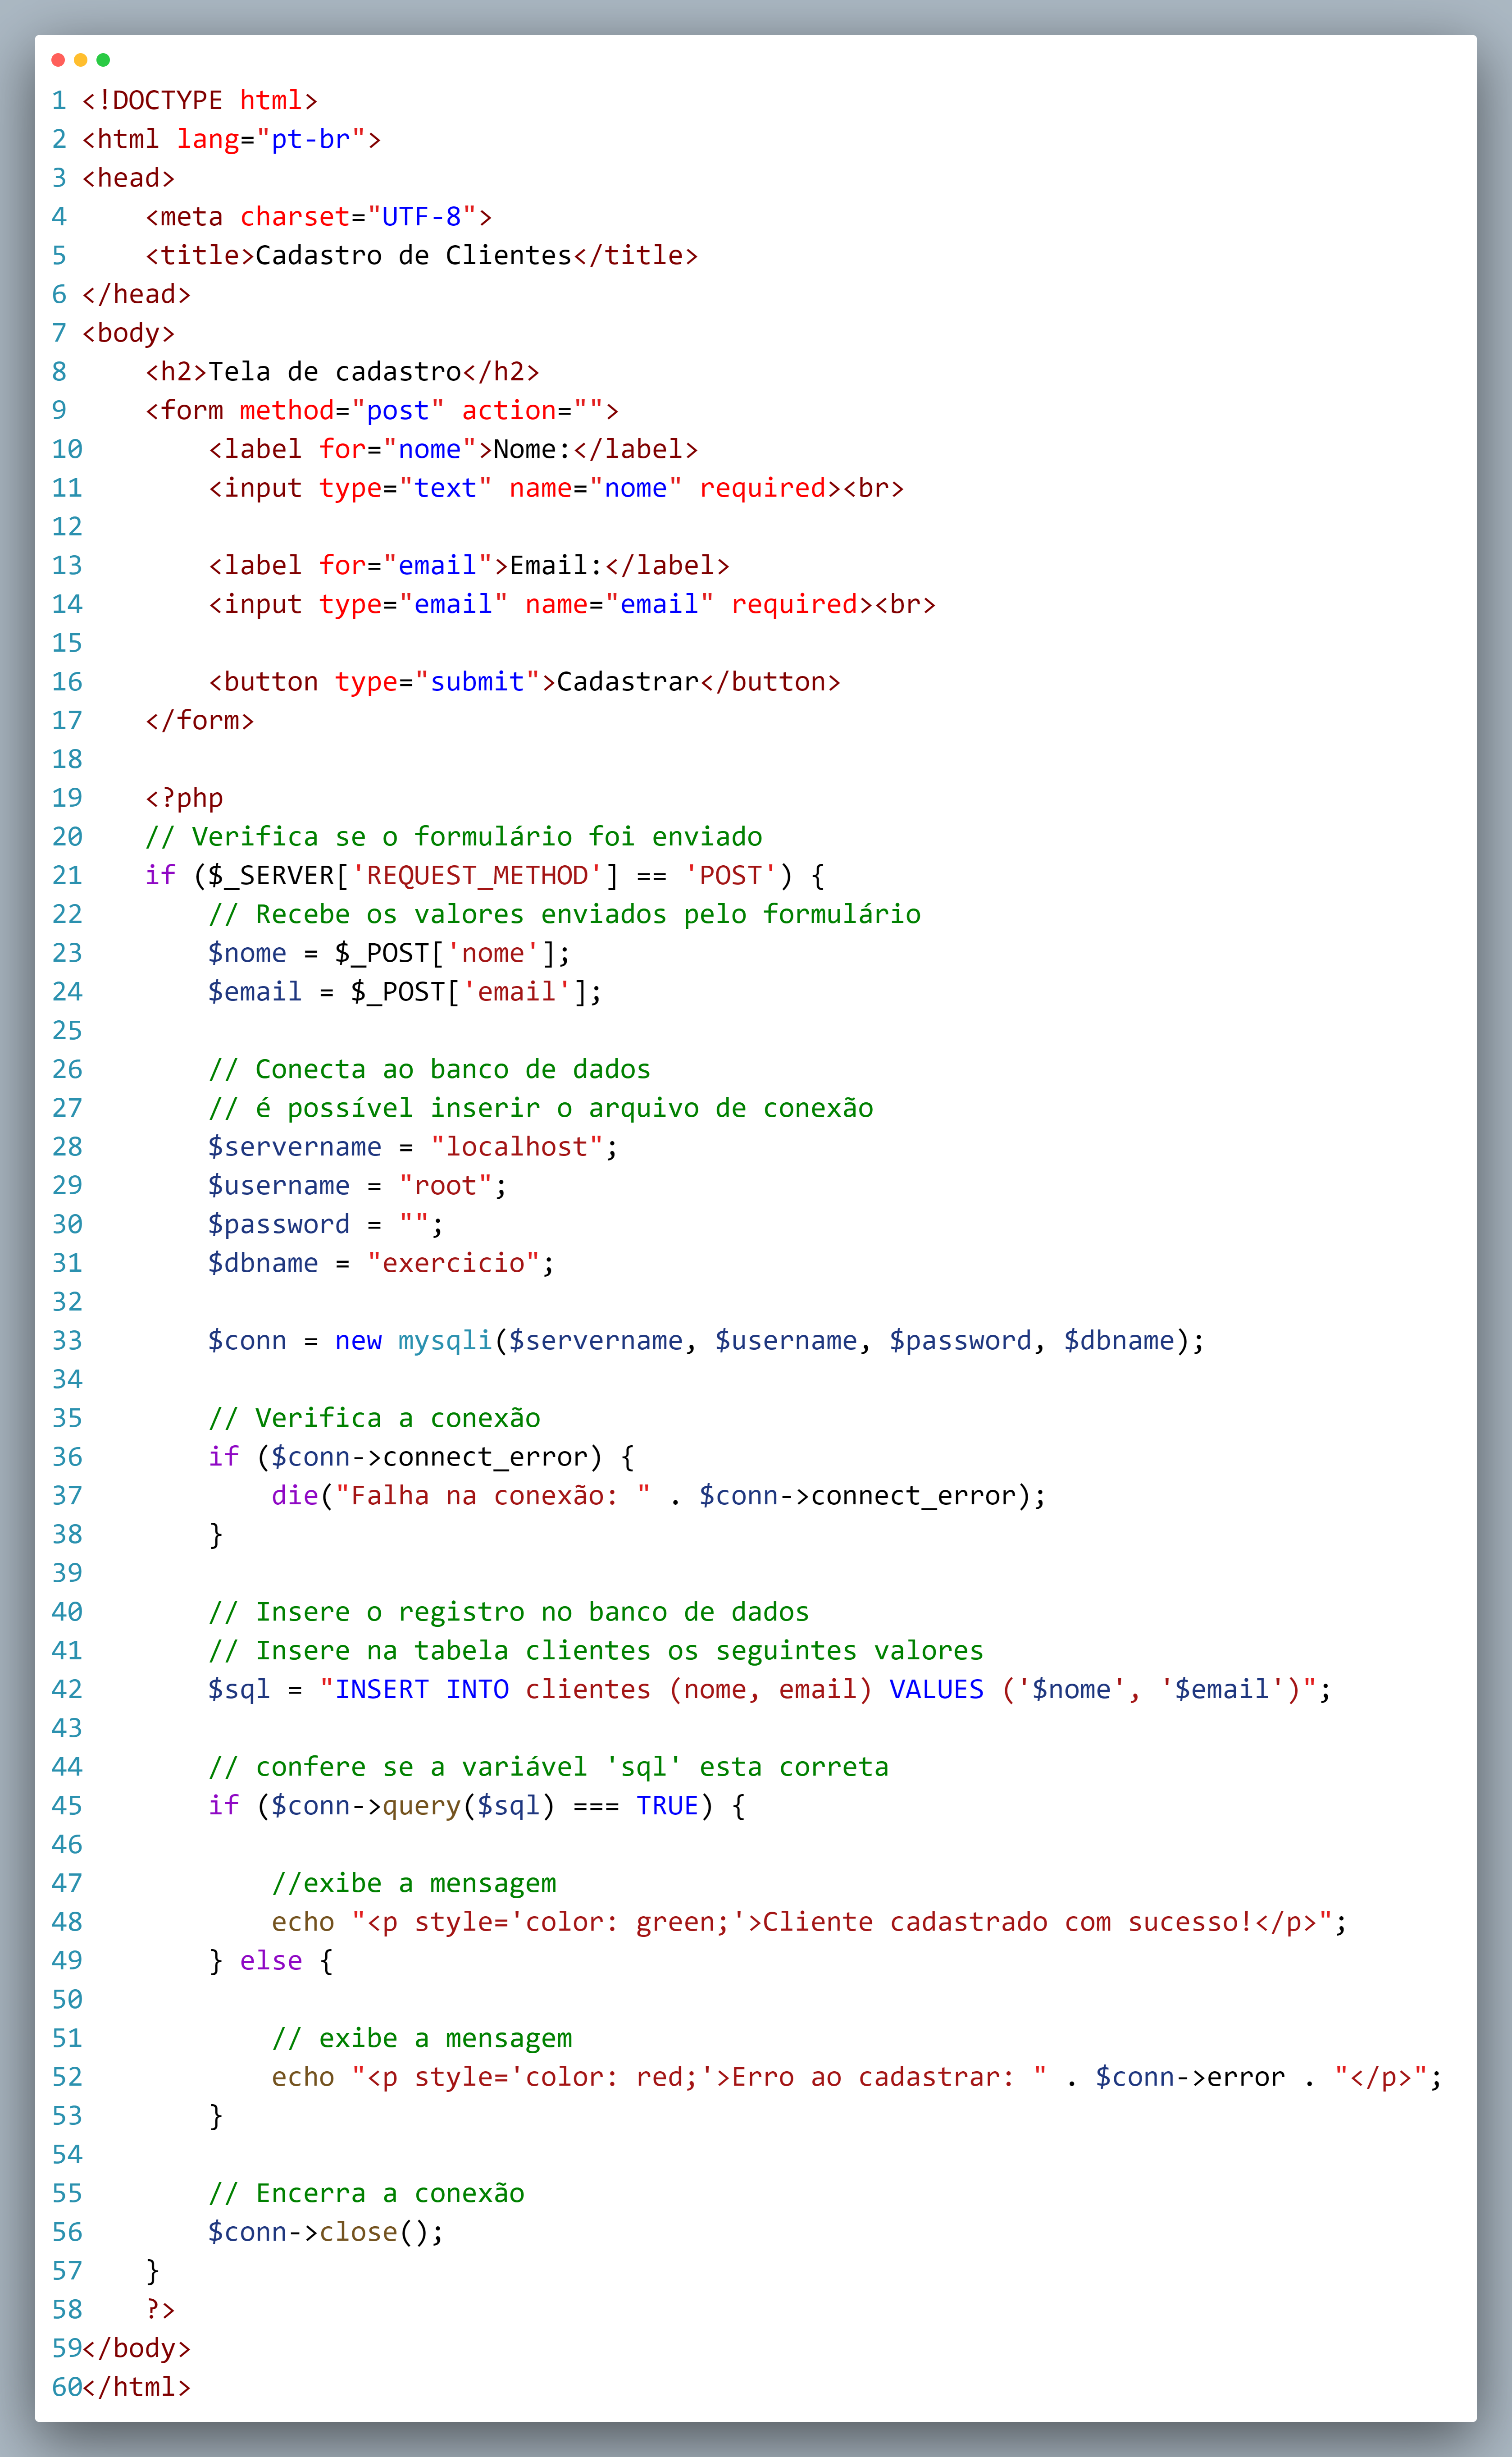 1 <!DOCTYPE html>
2 <html lang="pt-br">
3 <head>
4     <meta charset="UTF-8">
5     <title>Cadastro de Clientes</title>
6 </head>
7 <body>
8     <h2>Tela de cadastro</h2>
9     <form method="post" action="">
10        <label for="nome">Nome:</label>
11        <input type="text" name="nome" required><br>
12
13        <label for="email">Email:</label>
14        <input type="email" name="email" required><br>
15
16        <button type="submit">Cadastrar</button>
17    </form>
18
19    <?php
20    // Verifica se o formulário foi enviado
21    if ($_SERVER['REQUEST_METHOD'] == 'POST') {
22        // Recebe os valores enviados pelo formulário
23        $nome = $_POST['nome'];
24        $email = $_POST['email'];
25
26        // Conecta ao banco de dados
27        // é possível inserir o arquivo de conexão
28        $servername = "localhost";
29        $username = "root";
30        $password = "";
31        $dbname = "exercicio";
32
33        $conn = new mysqli($servername, $username, $password, $dbname);
34
35        // Verifica a conexão
36        if ($conn->connect_error) {
37            die("Falha na conexão: " . $conn->connect_error);
38        }
39
40        // Insere o registro no banco de dados
41        // Insere na tabela clientes os seguintes valores
42        $sql = "INSERT INTO clientes (nome, email) VALUES ('$nome', '$email')";
43
44        // confere se a variável 'sql' esta correta
45        if ($conn->query($sql) === TRUE) {
46
47            //exibe a mensagem
48            echo "<p style='color: green;'>Cliente cadastrado com sucesso!</p>";
49        } else {
50
51            // exibe a mensagem
52            echo "<p style='color: red;'>Erro ao cadastrar: " . $conn->error . "</p>";
53        }
54
55        // Encerra a conexão
56        $conn->close();
57    }
58    ?>
59</body>
60</html>